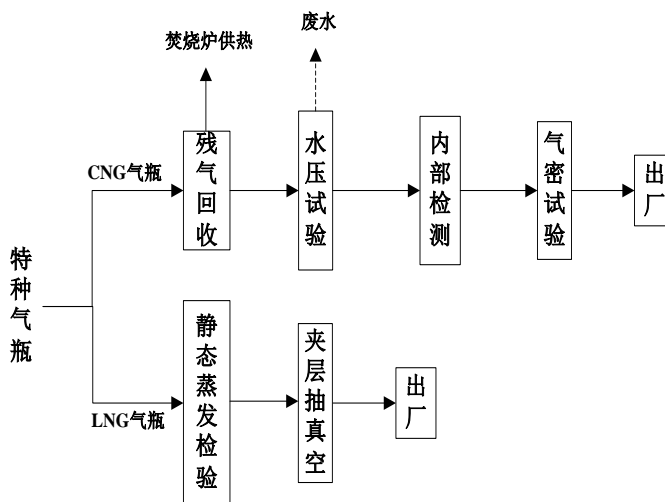 焚烧炉供热
废水
CNG气瓶
残气回收
水压试验
内部检测
气密试验
出厂
特种气瓶
LNG气瓶
静态蒸发检验
夹层抽真空
出厂